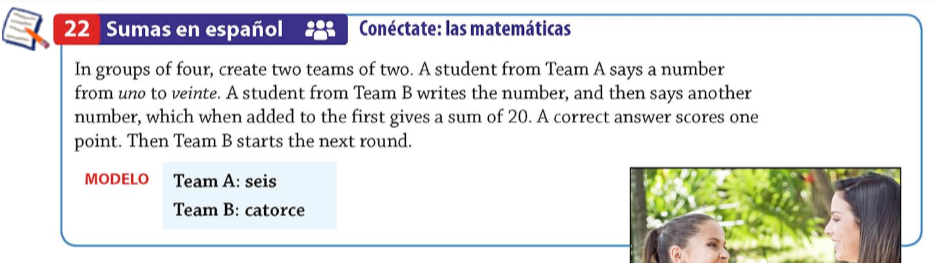 22 Sumas en español Conéctate: las matemáticas
In groups of four, create two teams of two. A student from Team A says a number
from uno to veinte. A student from Team B writes the number, and then says another
number, which when added to the first gives a sum of 20. A correct answer scores one
point. Then Team B starts the next round.
MODELO Team A: seis
Team B: catorce